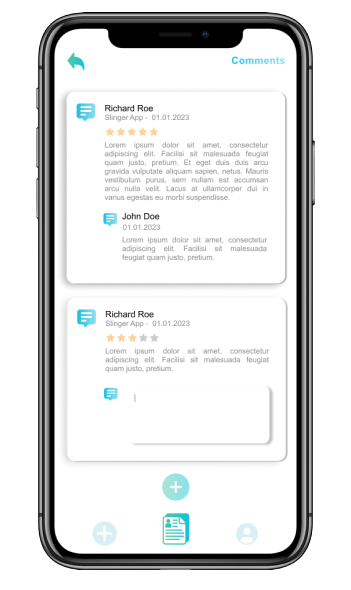 Comments
Richard Roe
Slinger App - 01.01.2023
Lorem ipsum dolor sit amet, consectetur
adipiscing elit. Facilisi sit malesuada feugiat
quam justo, pretium. Et eget duis duis arcu
gravida vulputate aliquam sapien, netus. Mauris
vestibulum purus, sem nullam est accumsan
arcu nulla velit. Lacus at ullamcorper dui in
varius egestas eu morbi suspendisse.
John Doe
01.01.2023
Lorem ipsum dolor sit amet, consectetur
adipiscing elit. Facilisi sit malesuada
feugiat quam justo, pretium.
Richard Roe
Slinger App - 01.01.2023
Lorem ipsum dolor sit amet, consectetur
adipiscing elit. Facilisi sit malesuada feugiat
quam justo, pretium.